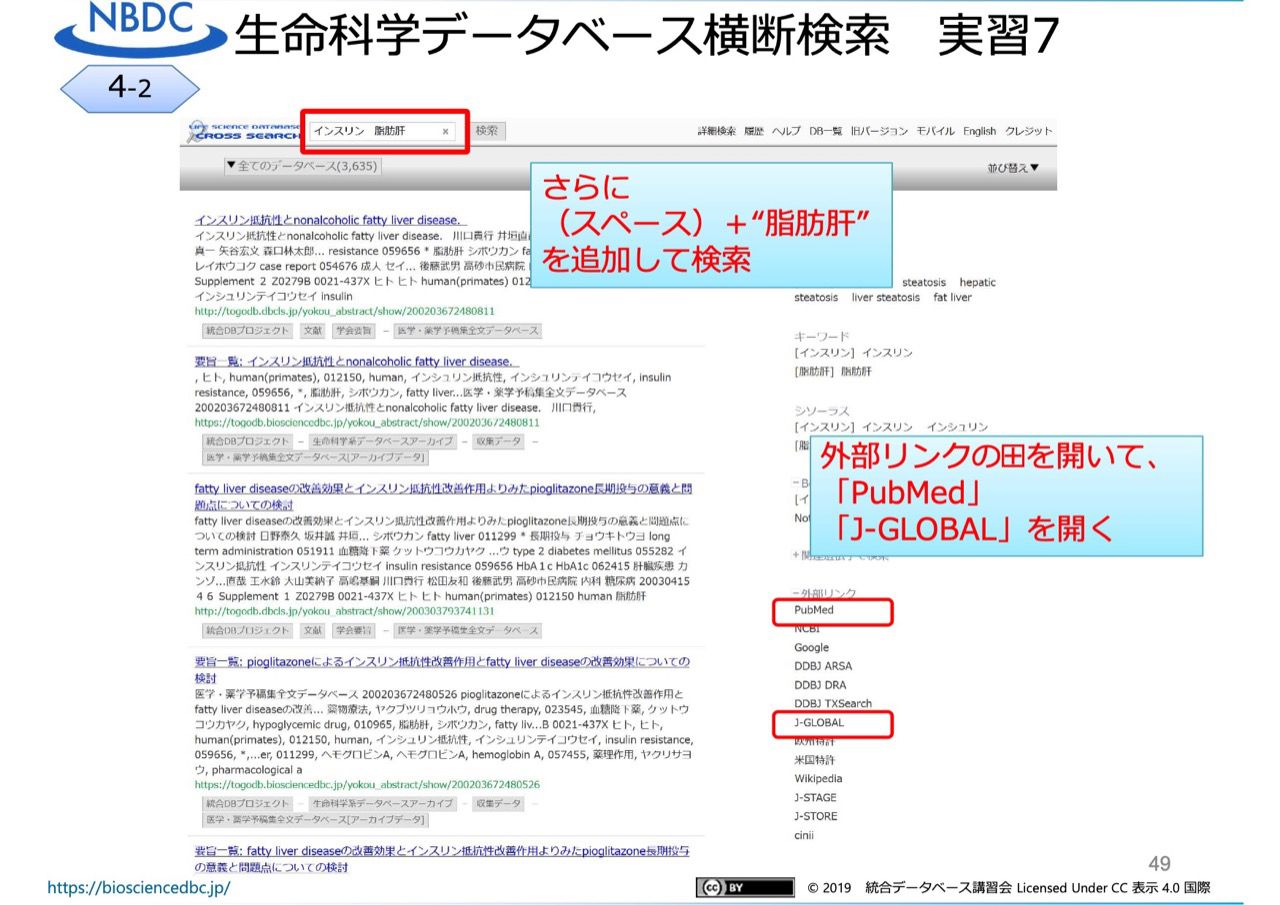 NBDC
生命科学データベース横断検索　実習7
4-2
LIFE SCIENCE DATABASE
CROSS SEARCH
インスリン　脂肪肝
×
検索
詳細検索 履歴 ヘルプ DB一覧 旧バージョン モバイル English クレジット
▼全てのデータベース(3,635)
並び替え▼
さらに
（スペース）＋“脂肪肝”
を追加して検索
インスリン抵抗性とnonalcoholic fatty liver disease.
インスリン抵抗性とnonalcoholic fatty liver disease. 川口貴行 井垣直
真一 矢谷宏文 森口林太郎... resistance 059656 * 脂肪肝 シボウカン fa
レイホウコク case report 054676 成人 セイ... 後藤武男 高砂市民病院
Supplement 2 Z0279B 0021-437X ヒト ヒト human(primates) 012
インシュリンテイコウセイ insulin
http://togodb.dbcls.jp/yokou_abstract/show/200203672480811
統合DBプロジェクト 文献 学会要旨 – 医学・薬学予稿集全文データベース
要旨一覧: インスリン抵抗性とnonalcoholic fatty liver disease.
, ヒト, human(primates), 012150, human, インシュリン抵抗性, インシュリンテイコウセイ, insulin
resistance, 059656, *, 脂肪肝, シボウカン, fatty liver...医学・薬学予稿集全文データベース
200203672480811 インスリン抵抗性とnonalcoholic fatty liver disease. 川口貴行,
https://togodb.biosciencedbc.jp/yokou_abstract/show/200203672480811
統合DBプロジェクト – 生命科学系データベースアーカイブ – 収集データ –
医学・薬学予稿集全文データベース[アーカイブデータ]
fatty liver diseaseの改善効果とインスリン抵抗性改善作用よりみたpioglitazone長期投与の意義と問
題点についての検討
fatty liver diseaseの改善効果とインスリン抵抗性改善作用よりみたpioglitazone長期投与の意義と問題点に
ついての検討 日野泰久 坂井誠 井垣... シボウカン fatty liver 011299 * 長期投与 チョウキトウヨ long
term administration 051911 血糖降下薬 ケットウコウカヤク ...ウ type 2 diabetes mellitus 055282 イ
ンスリン抵抗性 インスリンテイコウセイ insulin resistance 059656 HbA１c HbA1c 062415 肝臓疾患 カ
ンゾ...直哉 王水鈴 大山美納子 高嶋基嗣 川口貴行 松田友和 後藤武男 高砂市民病院 内科 糖尿病 20030415
４６ Supplement １ Z0279B 0021-437X ヒト ヒト human(primates) 012150 human 脂肪肝
http://togodb.dbcls.jp/yokou_abstract/show/200303793741131
統合DBプロジェクト 文献 学会要旨 – 医学・薬学予稿集全文データベース
要旨一覧: pioglitazoneによるインスリン抵抗性改善作用とfatty liver diseaseの改善効果についての
検討
医学・薬学予稿集全文データベース 200203672480526 pioglitazoneによるインスリン抵抗性改善作用と
fatty liver diseaseの改善... 薬物療法, ヤクブツリョウホウ, drug therapy, 023545, 血糖降下薬, ケットウ
コウカヤク, hypoglycemic drug, 010965, 脂肪肝, シボウカン, fatty liv...B 0021-437X ヒト, ヒト,
human(primates), 012150, human, インシュリン抵抗性, インシュリンテイコウセイ, insulin resistance,
059656, *,...er, 011299, ヘモグロビンA, ヘモグロビンA, hemoglobin A, 057455, 薬理作用, ヤクリサヨ
ウ, pharmacological a
https://togodb.biosciencedbc.jp/yokou_abstract/show/200203672480526
統合DBプロジェクト – 生命科学系データベースアーカイブ – 収集データ –
医学・薬学予稿集全文データベース[アーカイブデータ]
要旨一覧: fatty liver diseaseの改善効果とインスリン抵抗性改善作用よりみたpioglitazone長期投与
の意義と問題点についての検討
steatosis hepatic
steatosis liver steatosis fat liver
キーワード
[インスリン] インスリン
[脂肪肝] 脂肪肝
シソーラス
[インスリン] インスリン インシュリン
外部リンクの田を開いて、
「PubMed」
「J-GLOBAL」を開く
－外部リンク
PubMed
NCBI
Google
DDBJ ARSA
DDBJ DRA
DDBJ TXSearch
J-GLOBAL
欧州特許
米国特許
Wikipedia
J-STAGE
J-STORE
cinii
49
https://biosciencedbc.jp/
cc BY
© 2019　統合データベース講習会 Licensed Under CC 表示 4.0 国際